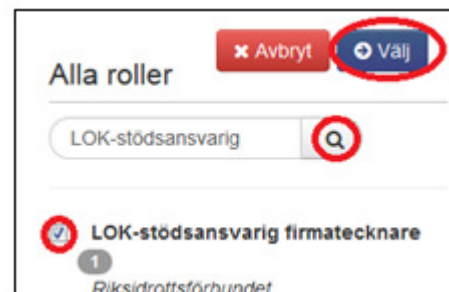 Avbryt
Välj
Alla roller
LOK-stödsansvarig
LOK-stödsansvarig firmatecknare
1
Riksidrottsförbundet